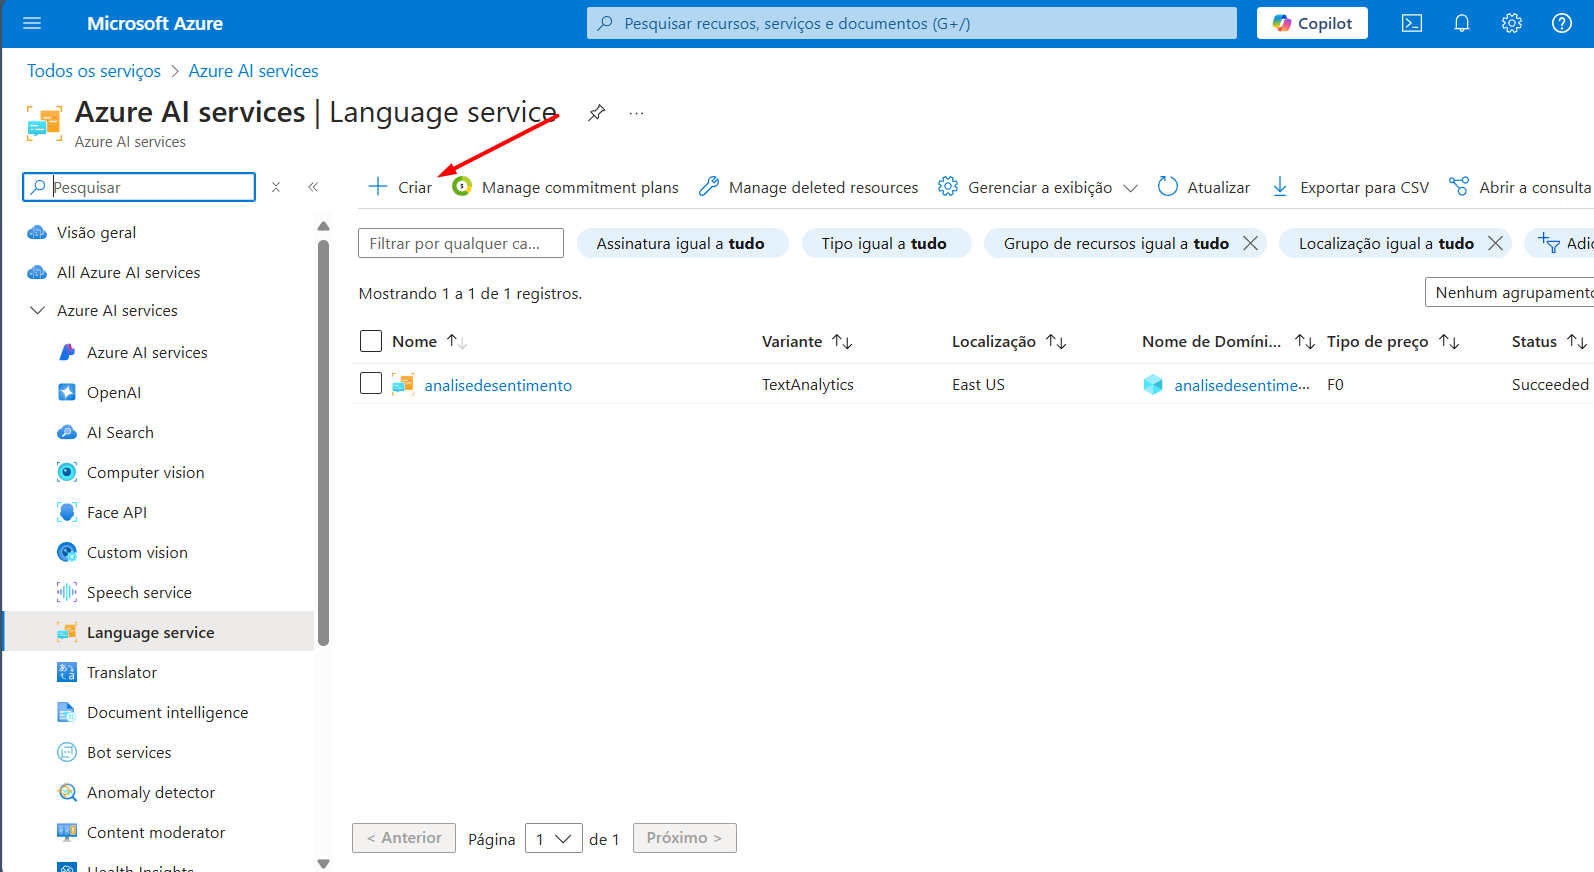 Microsoft Azure
Pesquisar recursos, serviços e documentos (G+/)
Copilot
Todos os serviços > Azure AI services
Azure AI services | Language service
Azure AI services
Pesquisar
Criar
Manage commitment plans
Manage deleted resources
Gerenciar a exibição
Atualizar
Exportar para CSV
Abrir a consulta
Visão geral
All Azure AI services
Azure AI services
Azure AI services
OpenAI
AI Search
Computer vision
Face API
Custom vision
Speech service
Language service
Translator
Document intelligence
Bot services
Anomaly detector
Content moderator
Health Insights
Filtrar por qualquer ca...
Assinatura igual a tudo
Tipo igual a tudo
Grupo de recursos igual a tudo
Localização igual a tudo
Adic
Mostrando 1 a 1 de 1 registros.
Nenhum agrupamento
Nome
Variante
Localização
Nome de Domíni...
Tipo de preço
Status
analisedesentimento
TextAnalytics
East US
analisedesentime...
F0
Succeeded
< Anterior
Página
1
de 1
Próximo >